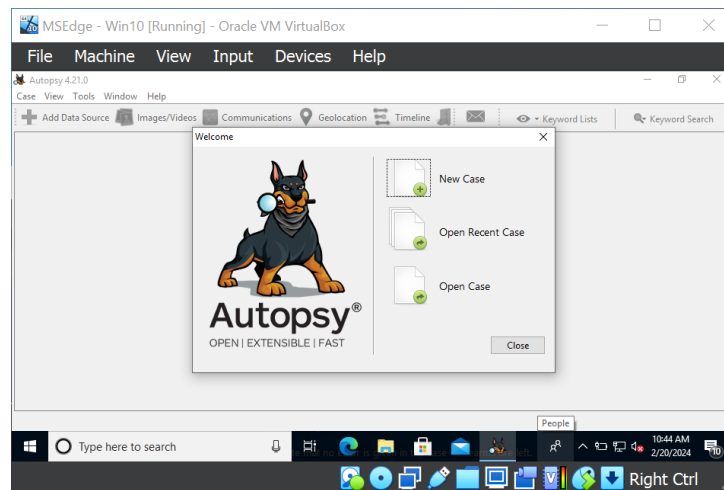 MSEdge - Win10 [Running] - Oracle VM VirtualBox
File Machine View Input Devices Help
Autopsy 4.21.0
Case View Tools Window Help
Add Data Source Images/Videos Communications Geolocation Timeline Keyword Lists Keyword Search
Welcome
New Case
Open Recent Case
Open Case
Autopsy®
OPEN | EXTENSIBLE | FAST
Close
People
Type here to search
10:44 AM
2/20/2024
10
Right Ctrl